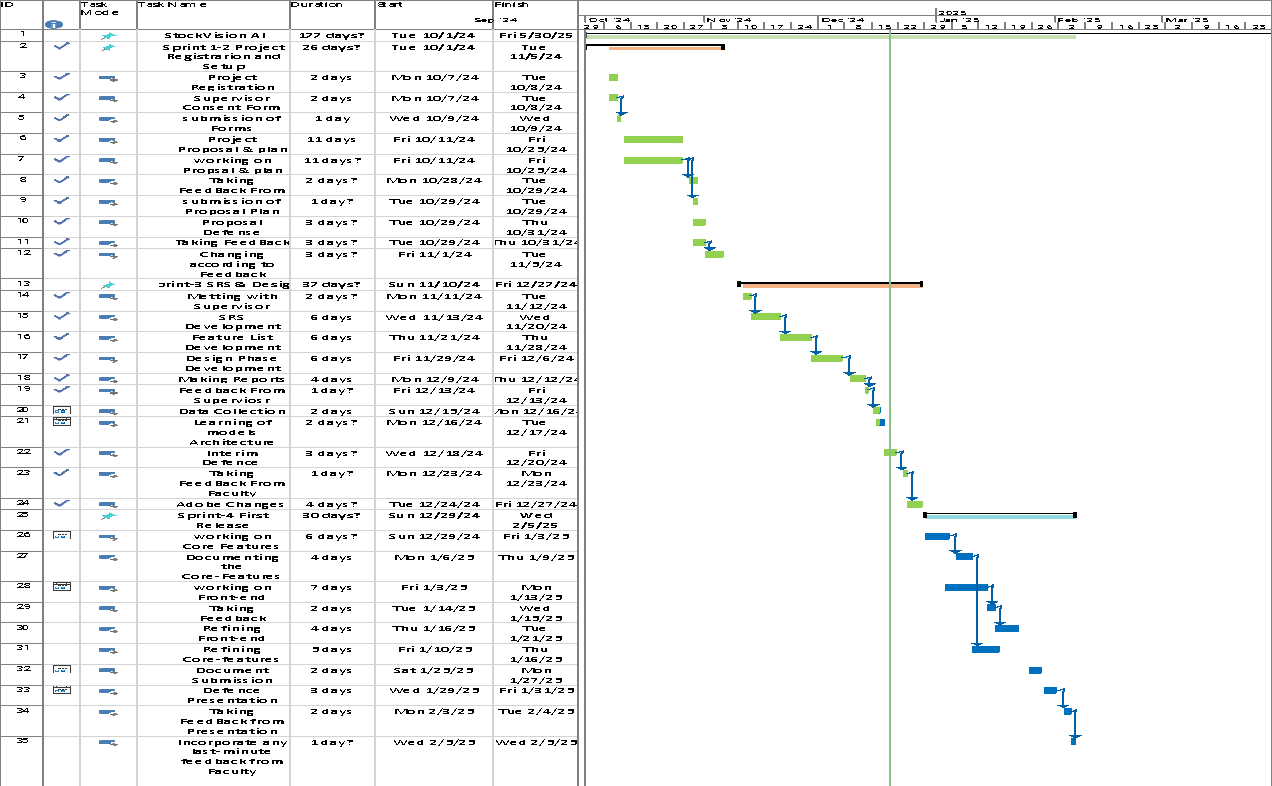 ID
Task Mode
Task Name
Duration
Start
Finish
Sep '24
Oct '24
Nov '24
Dec '24
2025
Jan '25
Feb '25
Mar '25
1 StockVision AI 177 days? Tue 10/1/24 Fri 5/30/25
2 Sprint 1-2 Project 26 days? Tue 10/1/24 Tue
Registrarion and 11/5/24
Setup
3 Project 2 days Mon 10/7/24 Tue
Registration 10/8/24
4 Supervisor 2 days Mon 10/7/24 Tue
Consent Form 10/8/24
5 submission of 1 day Wed 10/9/24 Wed
Forms 10/9/24
6 Project 11 days Fri 10/11/24 Fri
Proposal & plan 10/25/24
7 working on 11 days? Fri 10/11/24 Fri
Propsal & plan 10/25/24
8 Taking 2 days? Mon 10/28/24 Tue
FeedBack From 10/29/24
9 submission of 1 day? Tue 10/29/24 Tue
Proposal Plan 10/29/24
10 Proposal 3 days? Tue 10/29/24 Thu
Defense 10/31/24
11 Taking FeedBack 3 days? Tue 10/29/24 Thu 10/31/24
12 Changing 3 days? Fri 11/1/24 Tue
according to 11/5/24
Feedback
13 print-3 SRS & Desig 37 days? Sun 11/10/24 Fri 12/27/24
14 Metting with 2 days? Mon 11/11/24 Tue
Supervisor 11/12/24
15 SRS 6 days Wed 11/13/24 Wed
Development 11/20/24
16 Feature List 6 days Thu 11/21/24 Thu
Development 11/28/24
17 Design Phase 6 days Fri 11/29/24 Fri 12/6/24
Development
18 Making Reports 4 days Mon 12/9/24 Thu 12/12/24
19 Feedback From 1 day? Fri 12/13/24 Fri
Superviosr 12/13/24
20 Data Collection 2 days Sun 12/15/24 Mon 12/16/2
21 Learning of 2 days? Mon 12/16/24 Tue
models 12/17/24
Architecture
22 Interim 3 days? Wed 12/18/24 Fri
Defence 12/20/24
23 Taking 1 day? Mon 12/23/24 Mon
FeedBack From 12/23/24
Faculty
24 Adobe Changes 4 days? Tue 12/24/24 Fri 12/27/24
25 Sprint-4 First 30 days? Sun 12/29/24 Wed
Release 2/5/25
26 working on 6 days? Sun 12/29/24 Fri 1/3/25
Core Features
27 Documenting 4 days Mon 1/6/25 Thu 1/9/25
the
Core-Features
28 working on 7 days Fri 1/3/25 Mon
Front-end 1/13/25
29 Taking 2 days Tue 1/14/25 Wed
Feedback 1/15/25
30 Refining 4 days Thu 1/16/25 Tue
Front-end 1/21/25
31 Refining 5 days Fri 1/10/25 Thu
Core-features 1/16/25
32 Document 2 days Sat 1/25/25 Mon
Submission 1/27/25
33 Defence 3 days Wed 1/29/25 Fri 1/31/25
Presentation
34 Taking 2 days Mon 2/3/25 Tue 2/4/25
FeedBack from
Presentation
35 Incorporate any 1 day? Wed 2/5/25 Wed 2/5/25
last-minute
feedback from
Faculty